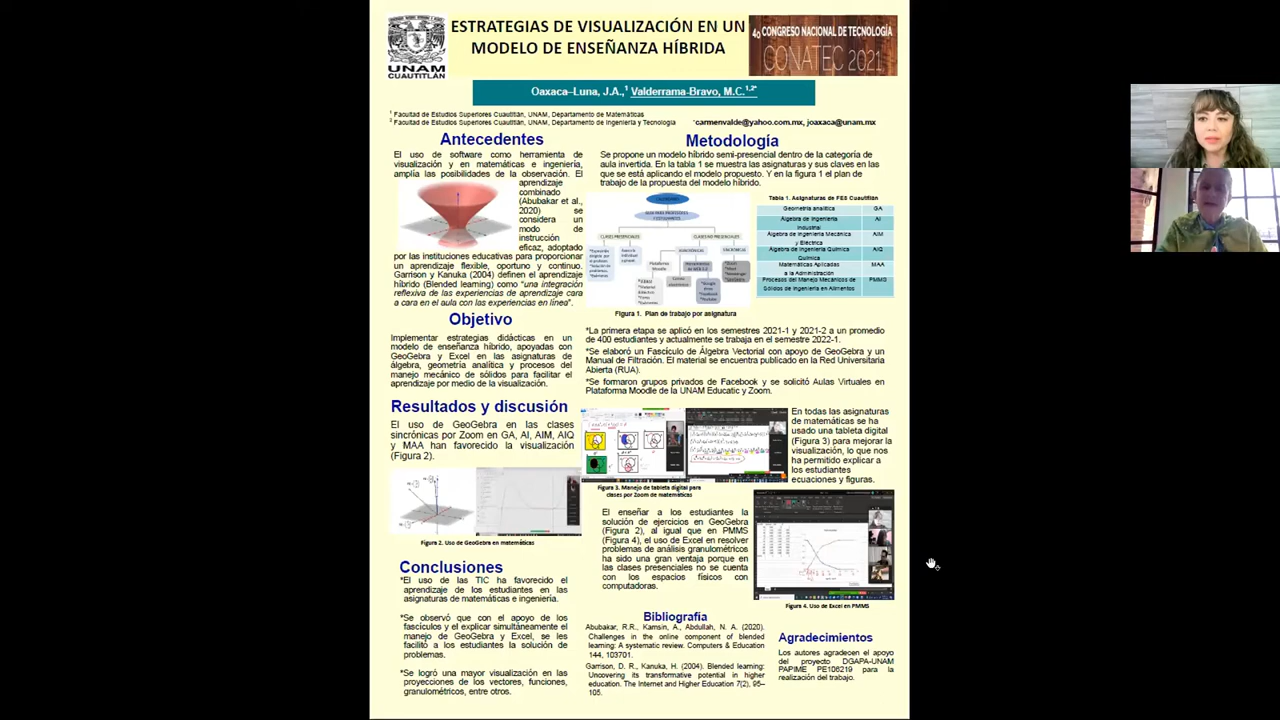 UNAM
CUAUTITLÁN
ESTRATEGIAS DE VISUALIZACIÓN EN UN
MODELO DE ENSEÑANZA HÍBRIDA
4º CONGRESO NACIONAL DE TECNOLOGÍA
CONATEC 2021
Oaxaca–Luna, J.A.,¹ Valderrama-Bravo, M.C.¹,²*
¹ Facultad de Estudios Superiores Cuautitlán, UNAM, Departamento de Matemáticas
² Facultad de Estudios Superiores Cuautitlán, UNAM, Departamento de Ingeniería y Tecnología
*carmenvalde@yahoo.com.mx, joaxaca@unam.mx
Antecedentes
El uso de software como herramienta de
visualización y en matemáticas e ingeniería,
amplía las posibilidades de la observación. El
aprendizaje
combinado
(Abubakar et al.,
2020) se
considera un
modo de
instrucción
eficaz, adoptado
por las instituciones educativas para proporcionar
un aprendizaje flexible, oportuno y continuo.
Garrison y Kanuka (2004) definen el aprendizaje
híbrido (Blended learning) como “una integración
reflexiva de las experiencias de aprendizaje cara
a cara en el aula con las experiencias en línea”.
Objetivo
Implementar estrategias didácticas en un
modelo de enseñanza híbrido, apoyadas con
GeoGebra y Excel en las asignaturas de
álgebra, geometría analítica y procesos del
manejo mecánico de sólidos para facilitar el
aprendizaje por medio de la visualización.
Resultados y discusión
El uso de GeoGebra en las clases
sincrónicas por Zoom en GA, AI, AIM, AIQ
y MAA han favorecido la visualización
(Figura 2).
Figura 2. Uso de GeoGebra en matemáticas
Conclusiones
*El uso de las TIC ha favorecido el
aprendizaje de los estudiantes en las
asignaturas de matemáticas e ingeniería.
*Se observó que con el apoyo de los
fascículos y el explicar simultáneamente el
manejo de GeoGebra y Excel, se les
facilitó a los estudiantes la solución de
problemas.
*Se logró una mayor visualización en las
proyecciones de los vectores, funciones,
granulométricos, entre otros.
Metodología
Se propone un modelo híbrido semi-presencial dentro de la categoría de
aula invertida. En la tabla 1 se muestra las asignaturas y sus claves en las
que se está aplicando el modelo propuesto. Y en la figura 1 el plan de
trabajo de la propuesta del modelo híbrido.
CLASES PRESENCIALES
CLASES NO PRESENCIALES
Figura 1. Plan de trabajo por asignatura
Tabla 1. Asignaturas de FES Cuautitlán
Geometría analítica GA
Álgebra de Ingeniería
Industrial AI
Álgebra de Ingeniería Mecánica
y Eléctrica AIM
Álgebra de Ingeniería Química
Química AIQ
Matemáticas Aplicadas
a la Administración MAA
Procesos del Manejo Mecánicos de
Sólidos de Ingeniería en Alimentos PMMS
*La primera etapa se aplicó en los semestres 2021-1 y 2021-2 a un promedio
de 400 estudiantes y actualmente se trabaja en el semestre 2022-1.
*Se elaboró un Fascículo de Álgebra Vectorial con apoyo de GeoGebra y un
Manual de Filtración. El material se encuentra publicado en la Red Universitaria
Abierta (RUA).
*Se formaron grupos privados de Facebook y se solicitó Aulas Virtuales en
Plataforma Moodle de la UNAM Educatic y Zoom.
Figura 3. Manejo de tableta digital para
clases por Zoom de matemáticas
En todas las asignaturas
de matemáticas se ha
usado una tableta digital
(Figura 3) para mejorar la
visualización, lo que nos
ha permitido explicar a
los estudiantes
ecuaciones y figuras.
El enseñar a los estudiantes la
solución de ejercicios en GeoGebra
(Figura 2), al igual que en PMMS
(Figura 4), el uso de Excel en resolver
problemas de análisis granulométricos
ha sido una gran ventaja porque en
las clases presenciales no se cuenta
con los espacios físicos con
computadoras.
Figura 4. Uso de Excel en PMMS
Bibliografía
Abubakar, R.R., Kamsin, A., Abdullah, N. A. (2020).
Challenges in the online component of blended
learning: A systematic review. Computers & Education
144, 103701.
Garrison, D. R., Kanuka, H. (2004). Blended learning:
Uncovering its transformative potential in higher
education. The Internet and Higher Education 7(2), 95–
105.
Agradecimientos
Los autores agradecen el apoyo
del proyecto DGAPA-UNAM
PAPIME PE106219 para la
realización del trabajo.